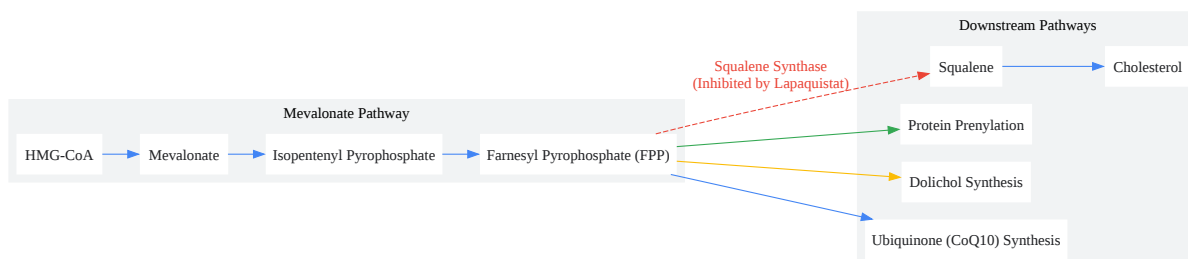 Downstream Pathways
Squalene Synthase
(Inhibited by Lapaquistat)
Squalene
Cholesterol
Mevalonate Pathway
Protein Prenylation
HMG-CoA
Mevalonate
Isopentenyl Pyrophosphate
Farnesyl Pyrophosphate (FPP)
Dolichol Synthesis
Ubiquinone (CoQ10) Synthesis